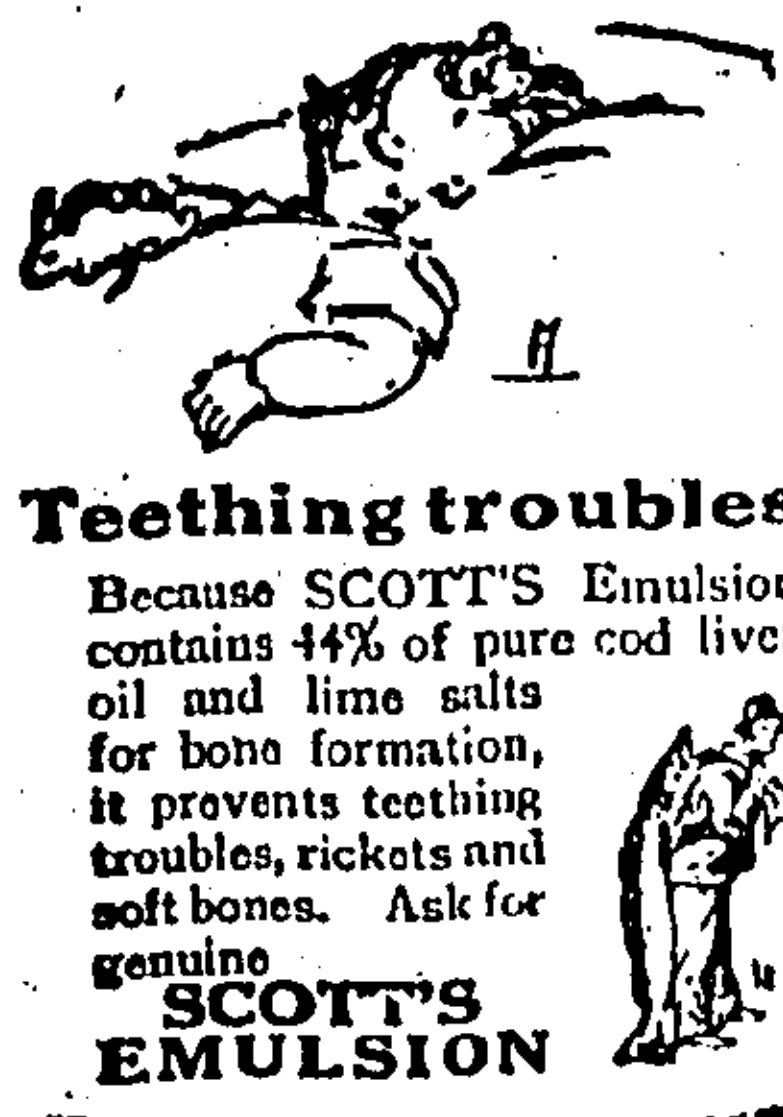 Teething troubles
Because SCOTT'S Emulsion
contains 44% of pure cod live
oil and lime salts
for bone formation,
it prevents teething
troubles, rickets and
soft bones. Ask for
genuine
SCOTT'S
EMULSION